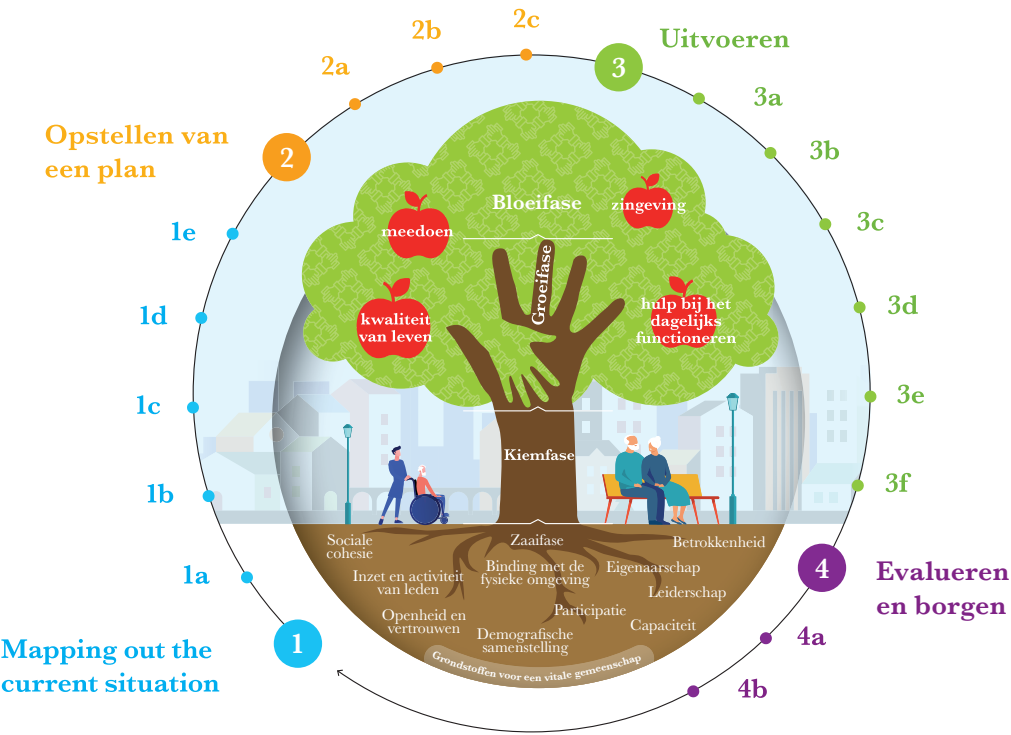 2c
2b
2a
3
Uitvoeren
3a
3b
3c
3d
3e
3f
Opstellen van
een plan
2
1e
1d
1c
1b
1a
Bloeifase
meedoen
zingeving
Groeifase
kwaliteit
van leven
hulp bij het
dagelijks
functioneren
Kiemfase
Zaaifase
Sociale
cohesie
Betrokkenheid
Inzet en activiteit
van leden
Binding met de
fysieke omgeving
Eigenaarschap
Leiderschap
Openheid en
vertrouwen
Participatie
Capaciteit
Demografische
samenstelling
Grondstoffen voor een vitale gemeenschap
4
Evalueren
en borgen
4a
4b
1
Mapping out the
current situation